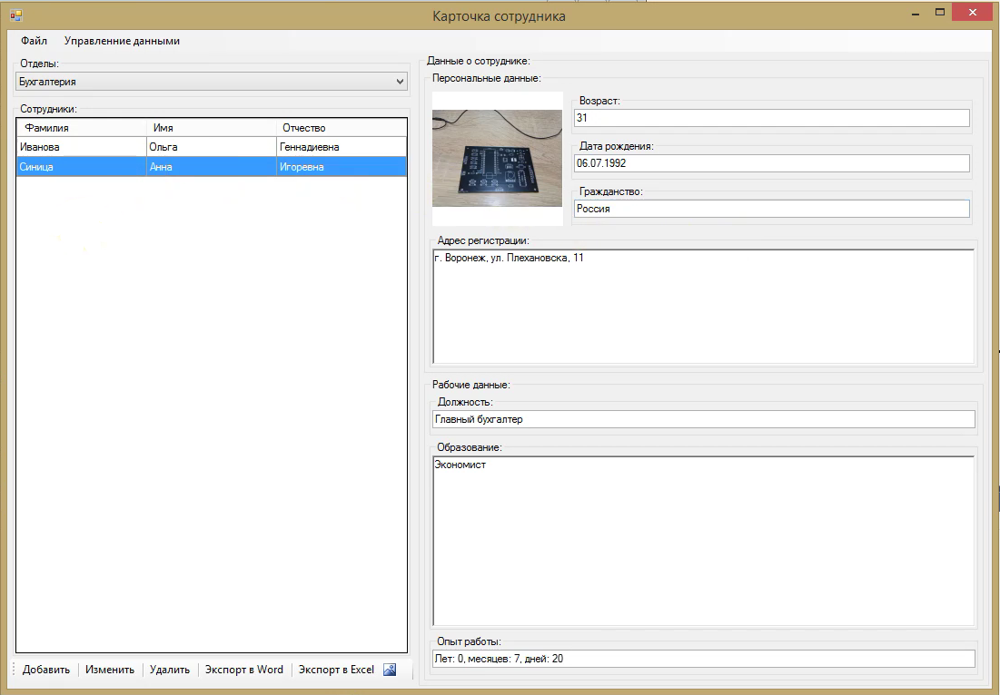 Карточка сотрудника
Файл Управленние данными
Отделы:
Бухгалтерия
Сотрудники:
Фамилия Имя Отчество
Иванова Ольга Геннадиевна
Синица Анна Игоревна
Добавить Изменить Удалить Экспорт в Word Экспорт в Excel
Данные о сотруднике:
Персональные данные:
Возраст:
31
Дата рождения:
06.07.1992
Гражданство:
Россия
Адрес регистрации:
г. Воронеж, ул. Плехановска, 11
Рабочие данные:
Должность:
Главный бухгалтер
Образование:
Экономист
Опыт работы:
Лет: 0, месяцев: 7, дней: 20